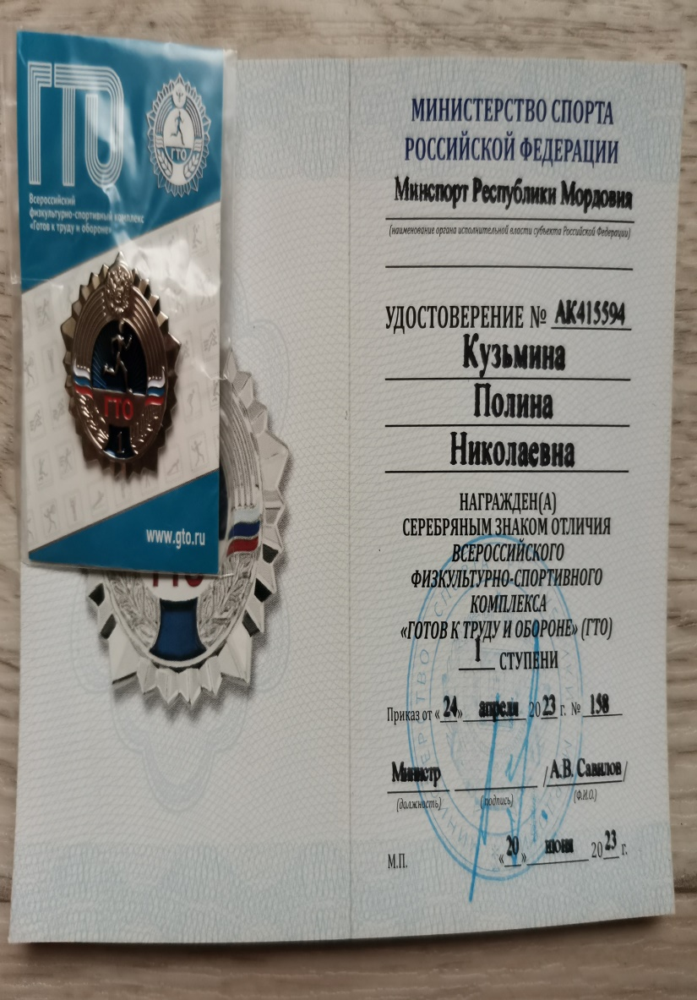 ГТО
ГТО
Всероссийский
физкультурно-спортивный комплекс
«Готов к труду и обороне»
ГТО
1
www.gto.ru
МИНИСТЕРСТВО СПОРТА
РОССИЙСКОЙ ФЕДЕРАЦИИ
Минспорт Республики Мордовия
(наименование органа исполнительной власти субъекта Российской Федерации)
УДОСТОВЕРЕНИЕ № АК415594
Кузьмина
Полина
Николаевна
НАГРАЖДЕН(А)
СЕРЕБРЯНЫМ ЗНАКОМ ОТЛИЧИЯ
ВСЕРОССИЙСКОГО
ФИЗКУЛЬТУРНО-СПОРТИВНОГО
КОМПЛЕКСА
«ГОТОВ К ТРУДУ И ОБОРОНЕ» (ГТО)
I СТУПЕНИ
Приказ от «24» апреля 2023 г. № 158
Министр /А.В. Савилов/
(должность) (подпись) (Ф.И.О.)
М.П. «20» июня 2023 г.